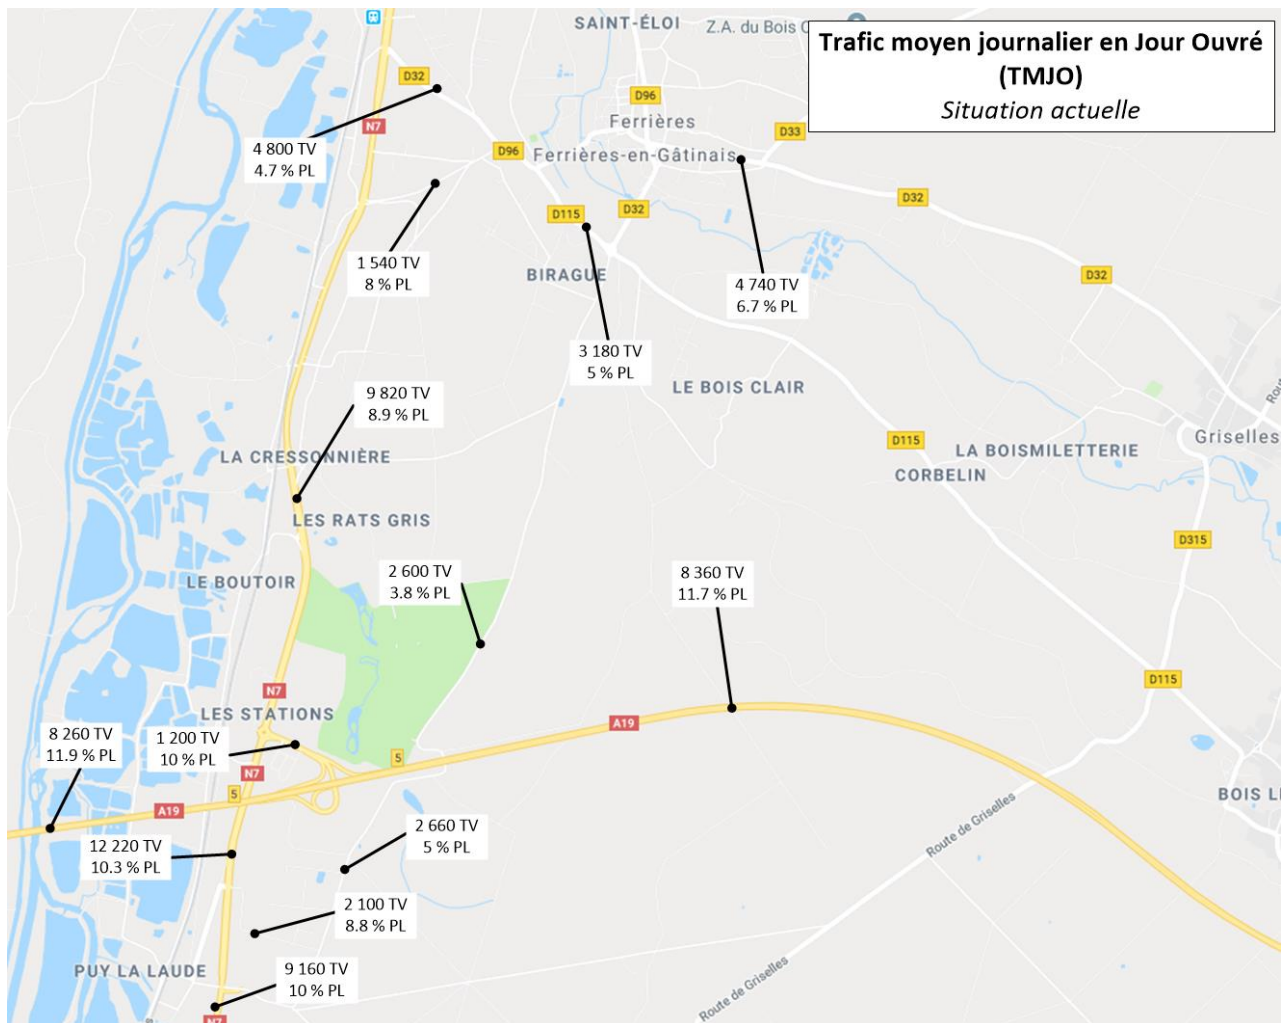 SAINT-ÉLOI
Z.A. du Bois
Trafic moyen journalier en Jour Ouvré
(TMJO)
Situation actuelle
D32
D96
N7
Ferrières
D33
4 800 TV
4.7 % PL
D96
Ferrières-en-Gâtinais
D32
D115
D32
1 540 TV
8 % PL
BIRAGUE
4 740 TV
6.7 % PL
D32
3 180 TV
5 % PL
9 820 TV
8.9 % PL
LE BOIS CLAIR
Route
D115
Griselles
LA CRESSONNIÈRE
LA BOISMILETTERIE
CORBELIN
LES RATS GRIS
D315
LE BOUTOIR
2 600 TV
3.8 % PL
8 360 TV
11.7 % PL
N7
D115
LES STATIONS
A19
8 260 TV
11.9 % PL
1 200 TV
10 % PL
5
N7
5
BOIS LE
A19
Route de Griselles
12 220 TV
10.3 % PL
2 660 TV
5 % PL
2 100 TV
8.8 % PL
PUY LA LAUDE
9 160 TV
10 % PL
Route de Griselles
N7